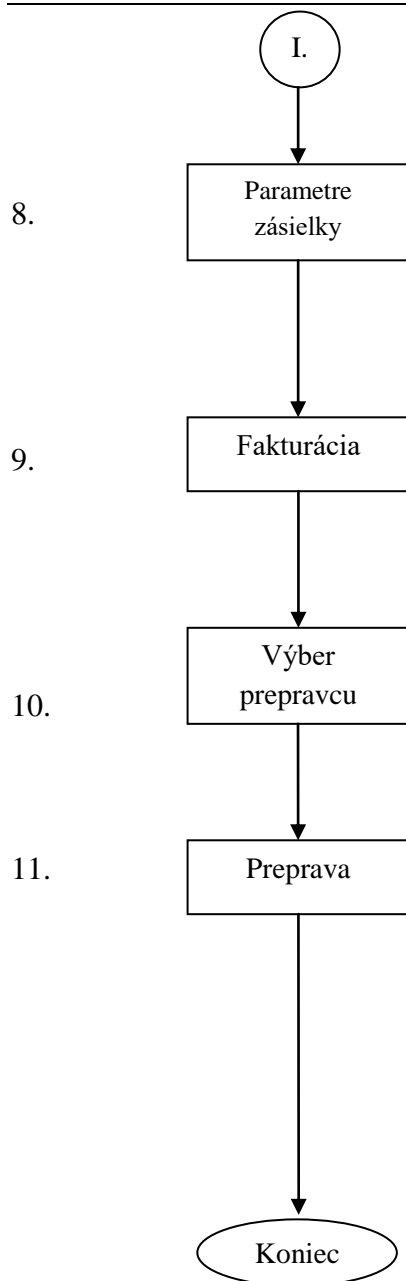 I.
8.
Parametre
zásielky
9.
Fakturácia
10.
Výber
prepravcu
11.
Preprava
Koniec